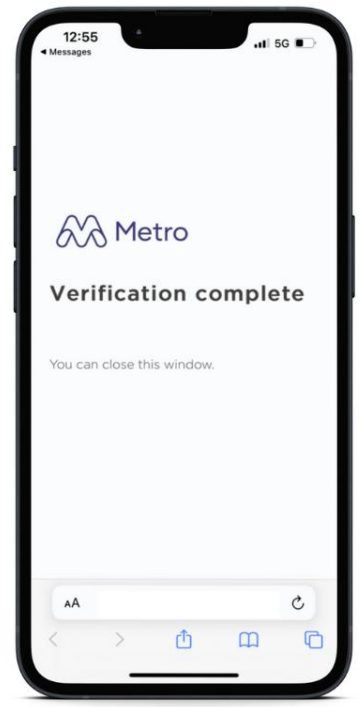 12:55
5G
◀ Messages
Metro
Verification complete
You can close this window.
AA